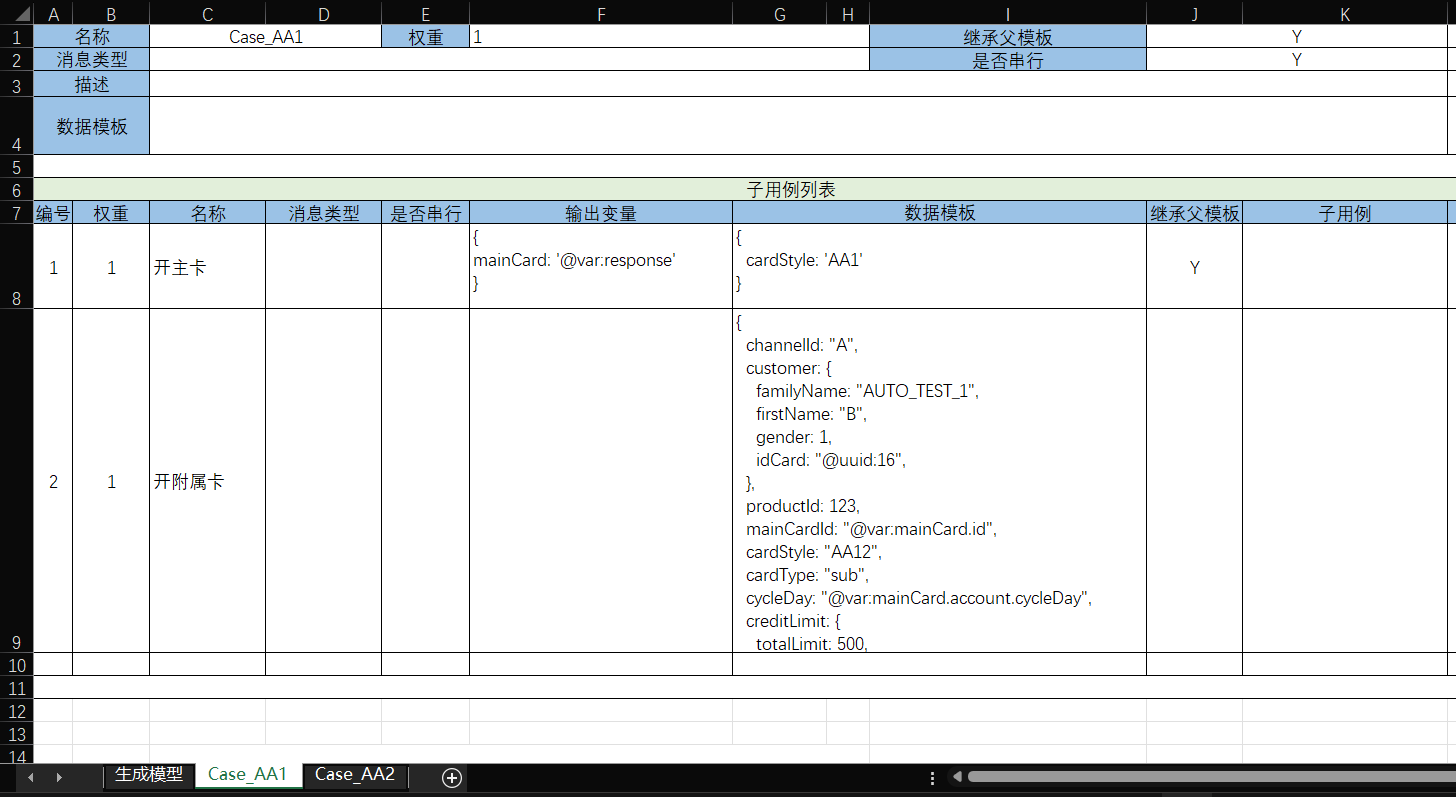 A B C D E F G H I J K
1 名称 Case_AA1 权重 1 继承父模板 Y
2 消息类型 是否串行 Y
3 描述
4 数据模板
5
6 子用例列表
7 编号 权重 名称 消息类型 是否串行 输出变量 数据模板 继承父模板 子用例
8 1 1 开主卡 Y
{
mainCard: '@var:response'
}
{
cardStyle: 'AA1'
}
9 2 1 开附属卡
{
channelId: "A",
customer: {
familyName: "AUTO_TEST_1",
firstName: "B",
gender: 1,
idCard: "@uuid:16",
},
productId: 123,
mainCardId: "@var:mainCard.id",
cardStyle: "AA12",
cardType: "sub",
cycleDay: "@var:mainCard.account.cycleDay",
creditLimit: {
totalLimit: 500,
10
11
12
13
14
生成模型 Case_AA1 Case_AA2